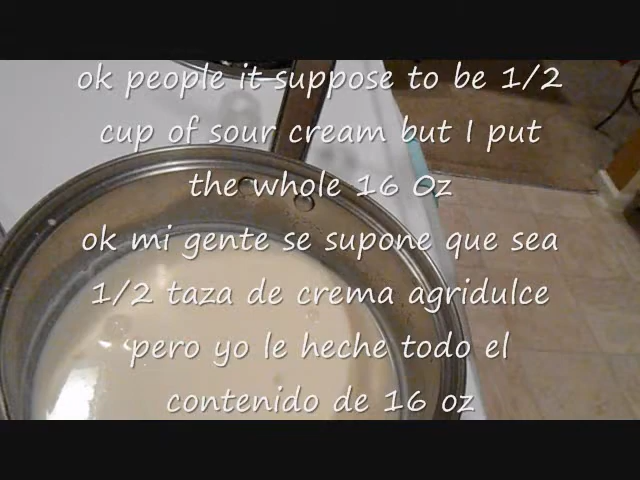 ok people it suppose to be 1/2
cup of sour cream but I put
the whole 16 Oz
ok mi gente se supone que sea
1/2 taza de crema agridulce
pero yo le heche todo el
contenido de 16 oz